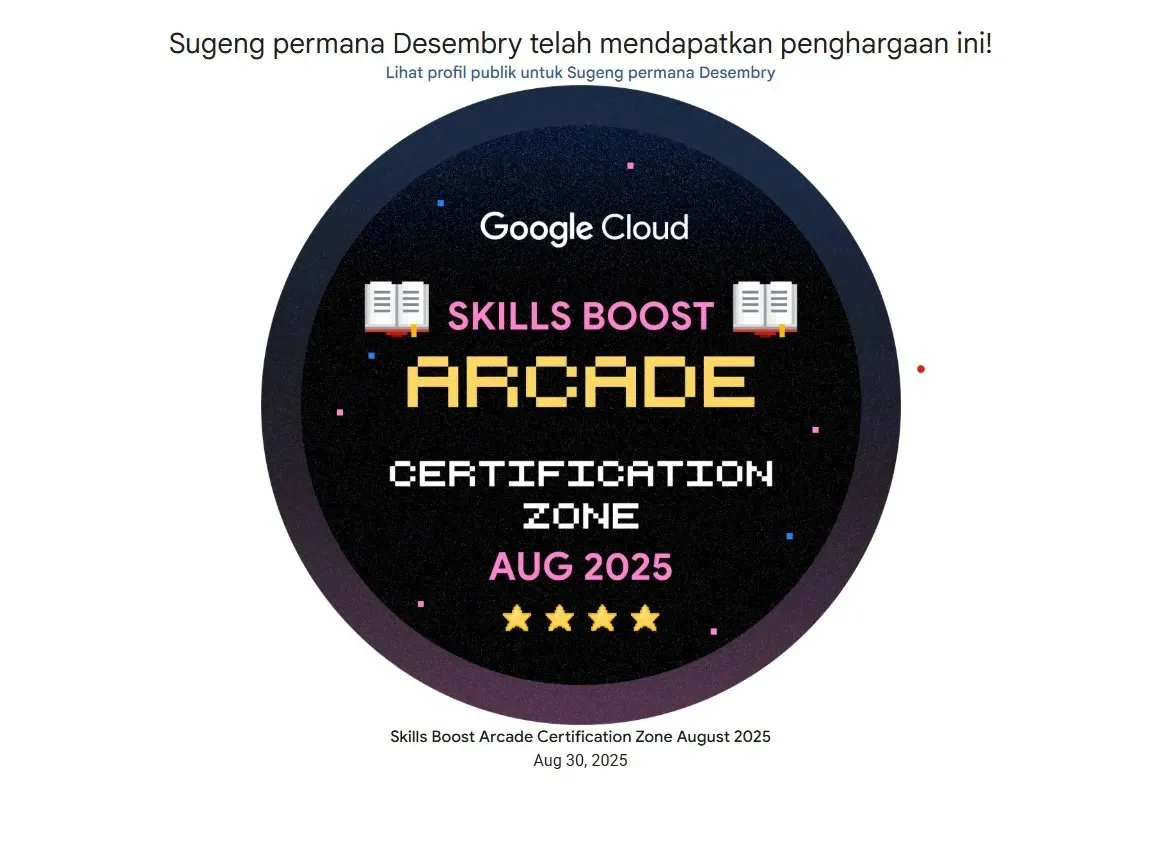 Sugeng permana Desembry telah mendapatkan penghargaan ini!
Lihat profil publik untuk Sugeng permana Desembry
Google Cloud
SKILLS BOOST
ARCADE
CERTIFICATION
ZONE
AUG 2025
Skills Boost Arcade Certification Zone August 2025
Aug 30, 2025